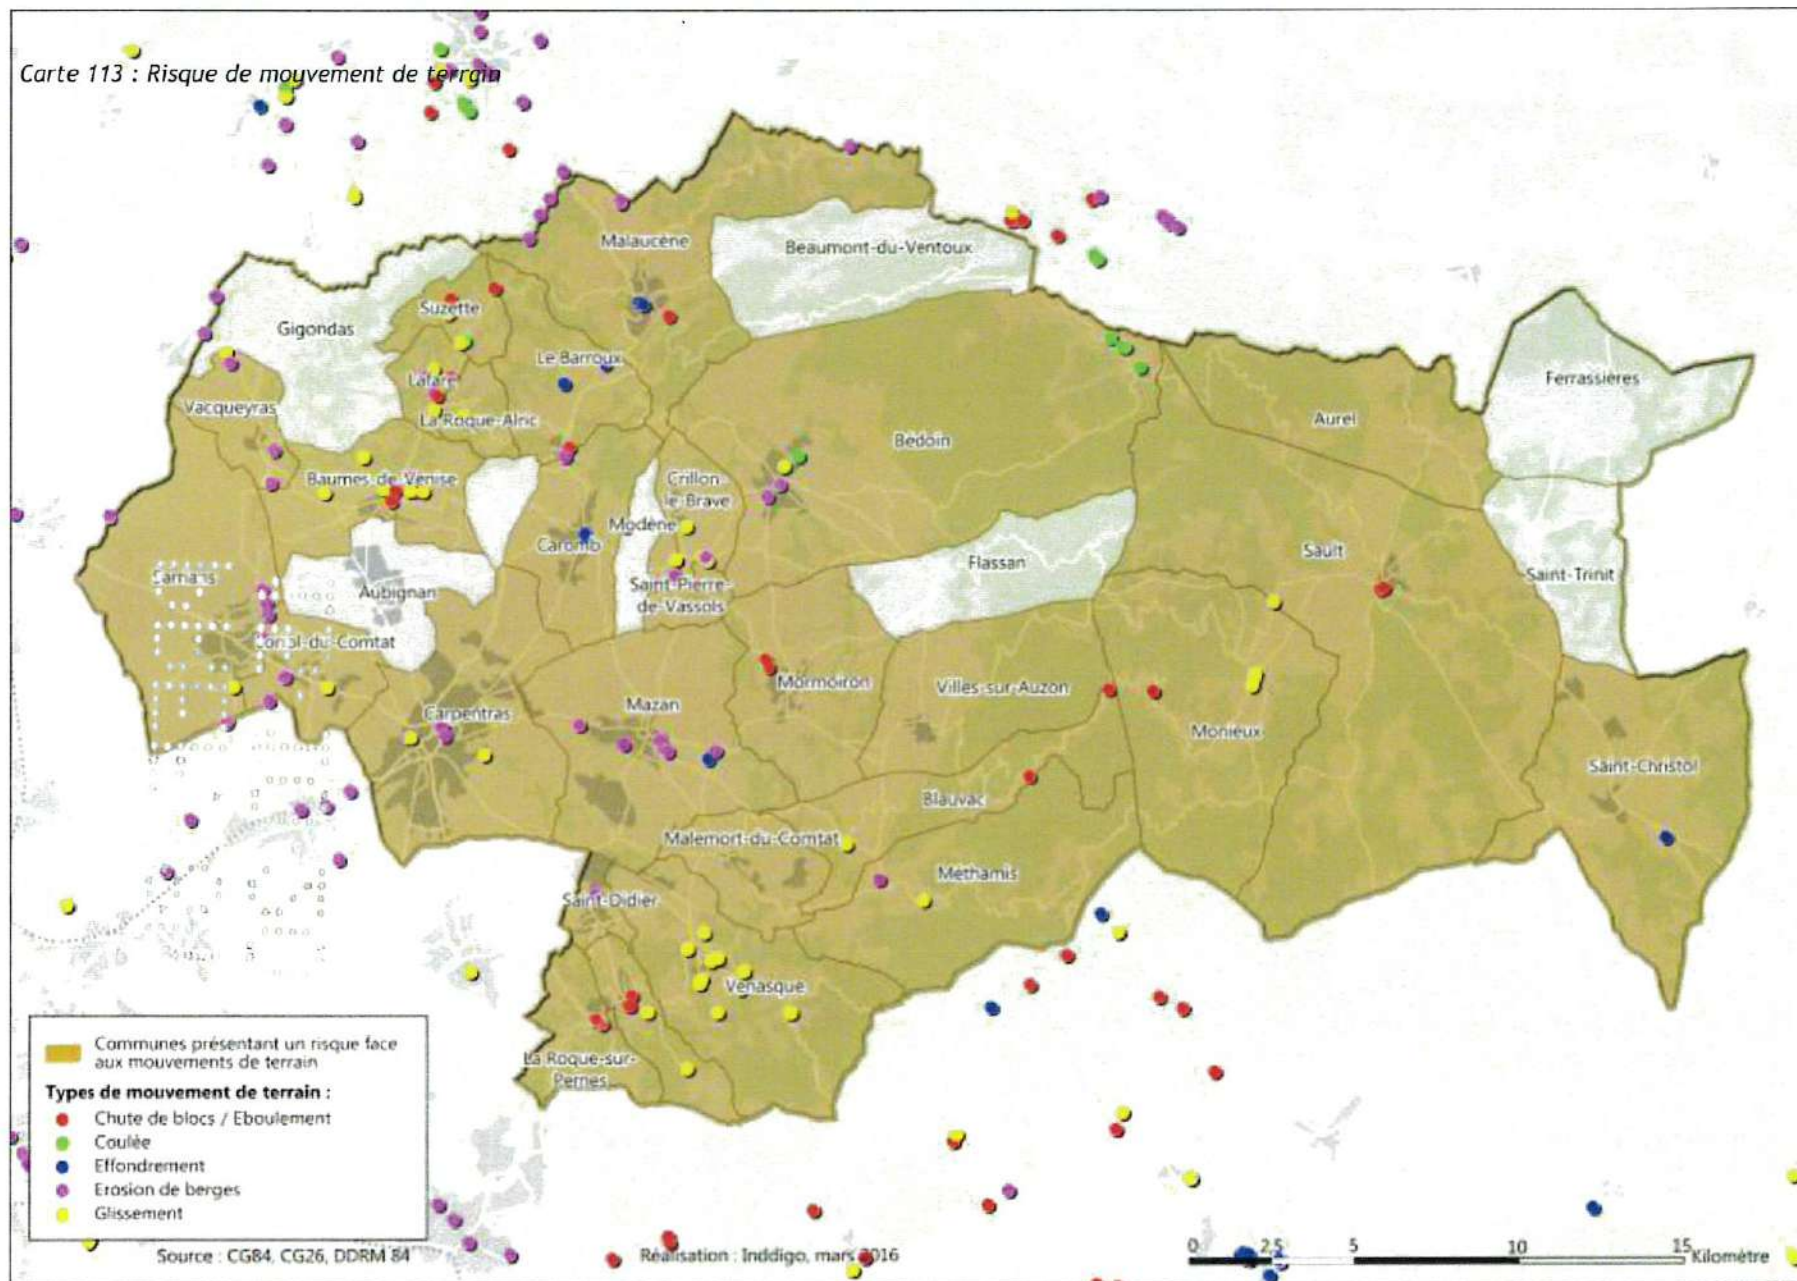 Carte 113 : Risque de mouvement de terrain
Malaucène
Beaumont-du-Ventoux
Suzette
Gigondas
Le Barroux
Ferrassières
Lafare
Vacqueyras
La Roque-Alric
Aurel
Bédoin
Baumes-de-Venise
Crillon
-le-Brave
Modène
Caromb
Sault
Flassan
Saint-Trinit
Sarrians
Aubignan
Saint-Pierre-
de-Vassols
Loriol-du-Comtat
Mormoiron
Villes-sur-Auzon
Mazan
Carpentras
Monieux
Saint-Christol
Blauvac
Malemort-du-Comtat
Méthamis
Saint-Didier
Venasque
La Roque-sur-
Pernes
Communes présentant un risque face
aux mouvements de terrain
Types de mouvement de terrain :
Chute de blocs / Eboulement
Coulée
Effondrement
Erosion de berges
Glissement
Source : CG84, CG26, DDRM 84
Réalisation : Inddigo, mars 2016
0 2,5 5 10 15
Kilomètre